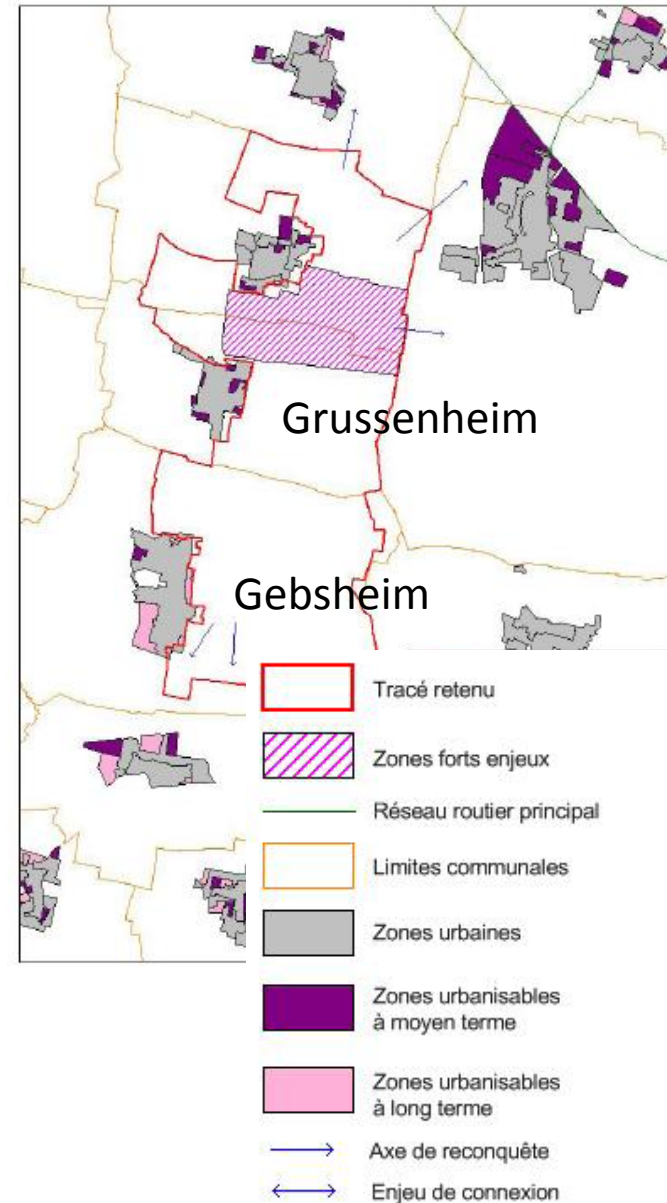 Grussenheim
Gebsheim
Tracé retenu
Zones forts enjeux
Réseau routier principal
Limites communales
Zones urbaines
Zones urbanisables
à moyen terme
Zones urbanisables
à long terme
Axe de reconquête
Enjeu de connexion